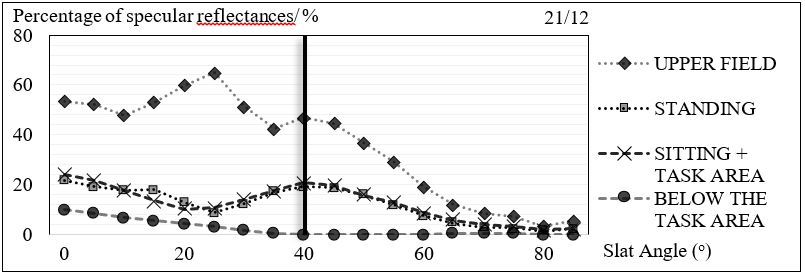 Percentage of specular reflectances/%
21/12
80
60
40
20
0
0 20 40 60 80
Slat Angle (°)
UPPER FIELD
STANDING
SITTING +
TASK AREA
BELOW THE
TASK AREA